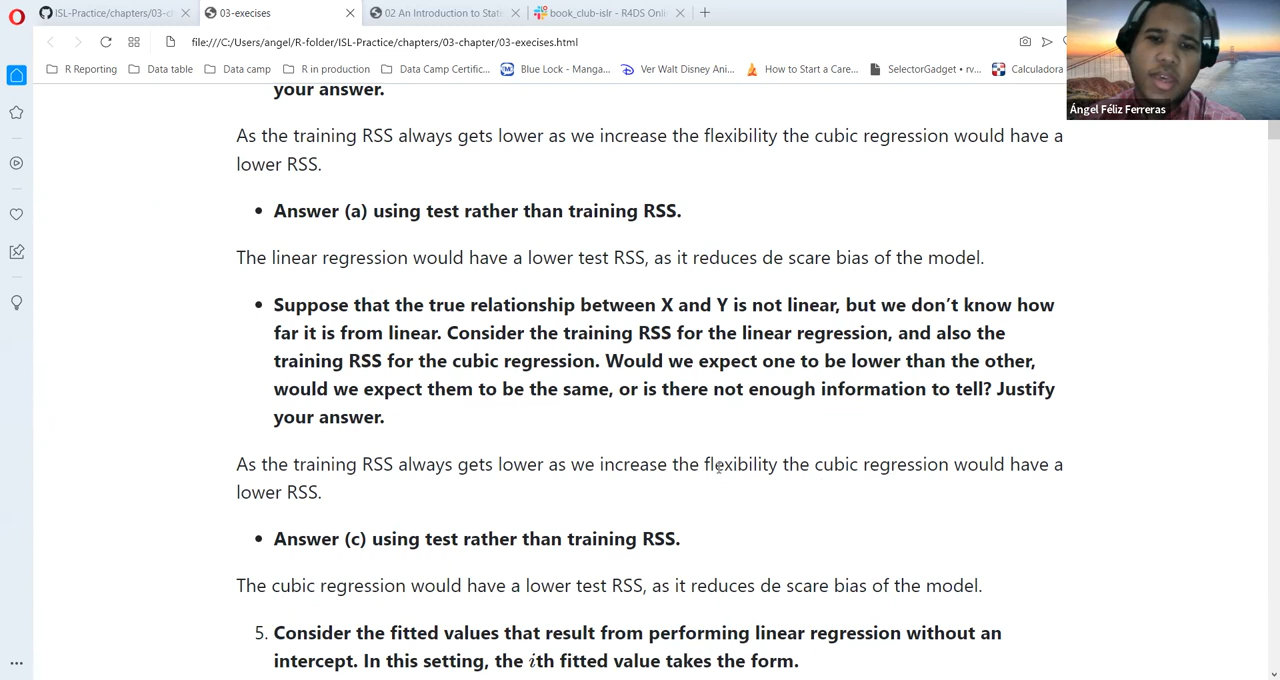 ISL-Practice/chapters/03-c
03-execises
02 An Introduction to Stat
book_club-islr - R4DS Onli
file:///C:/Users/angel/R-folder/ISL-Practice/chapters/03-chapter/03-execises.html
R Reporting
Data table
Data camp
R in production
Data Camp Certific...
Blue Lock - Manga...
Ver Walt Disney Ani...
How to Start a Care...
SelectorGadget • rv...
Calculadora
Ángel Féliz Ferreras
your answer.
As the training RSS always gets lower as we increase the flexibility the cubic regression would have a
lower RSS.
• Answer (a) using test rather than training RSS.
The linear regression would have a lower test RSS, as it reduces de scare bias of the model.
• Suppose that the true relationship between X and Y is not linear, but we don’t know how
far it is from linear. Consider the training RSS for the linear regression, and also the
training RSS for the cubic regression. Would we expect one to be lower than the other,
would we expect them to be the same, or is there not enough information to tell? Justify
your answer.
As the training RSS always gets lower as we increase the flexibility the cubic regression would have a
lower RSS.
• Answer (c) using test rather than training RSS.
The cubic regression would have a lower test RSS, as it reduces de scare bias of the model.
5. Consider the fitted values that result from performing linear regression without an
intercept. In this setting, the ith fitted value takes the form.